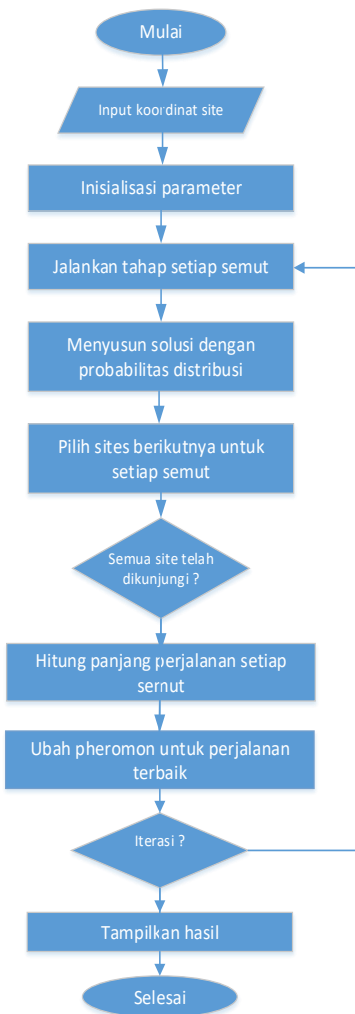 Mulai
Input koordinat site
Inisialisasi parameter
Jalankan tahap setiap semut
Menyusun solusi dengan
probabilitas distribusi
Pilih sites berikutnya untuk
setiap semut
Semua site telah
dikunjungi ?
Hitung panjang perjalanan setiap
semut
Ubah pheromon untuk perjalanan
terbaik
Iterasi ?
Tampilkan hasil
Selesai